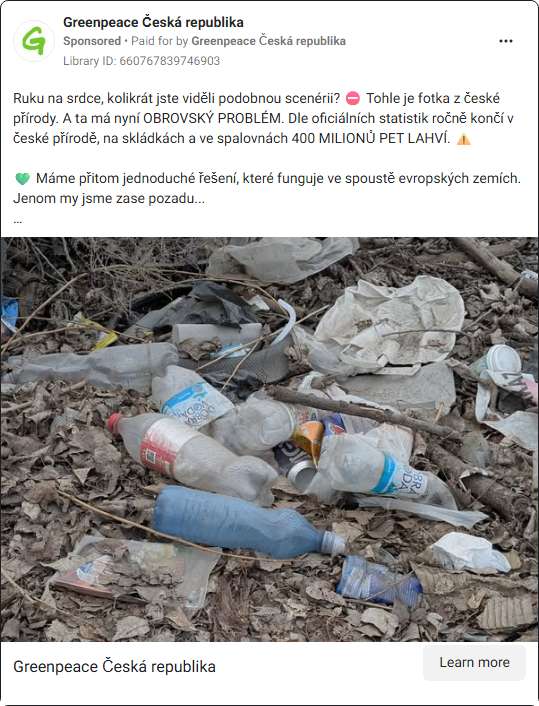 Greenpeace Česká republika
Sponsored • Paid for by Greenpeace Česká republika
Library ID: 660767839746903
Ruku na srdce, kolikrát jste viděli podobnou scenérii? ⛔ Tohle je fotka z české
přírody. A ta má nyní OBROVSKÝ PROBLÉM. Dle oficiálních statistik ročně končí v
české přírodě, na skládkách a ve spalovnách 400 MILIONŮ PET LAHVÍ. ⚠️
💚 Máme přitom jednoduché řešení, které funguje ve spoustě evropských zemích.
Jenom my jsme zase pozadu...
...
DOBRÁ
VODA
Greenpeace Česká republika
Learn more